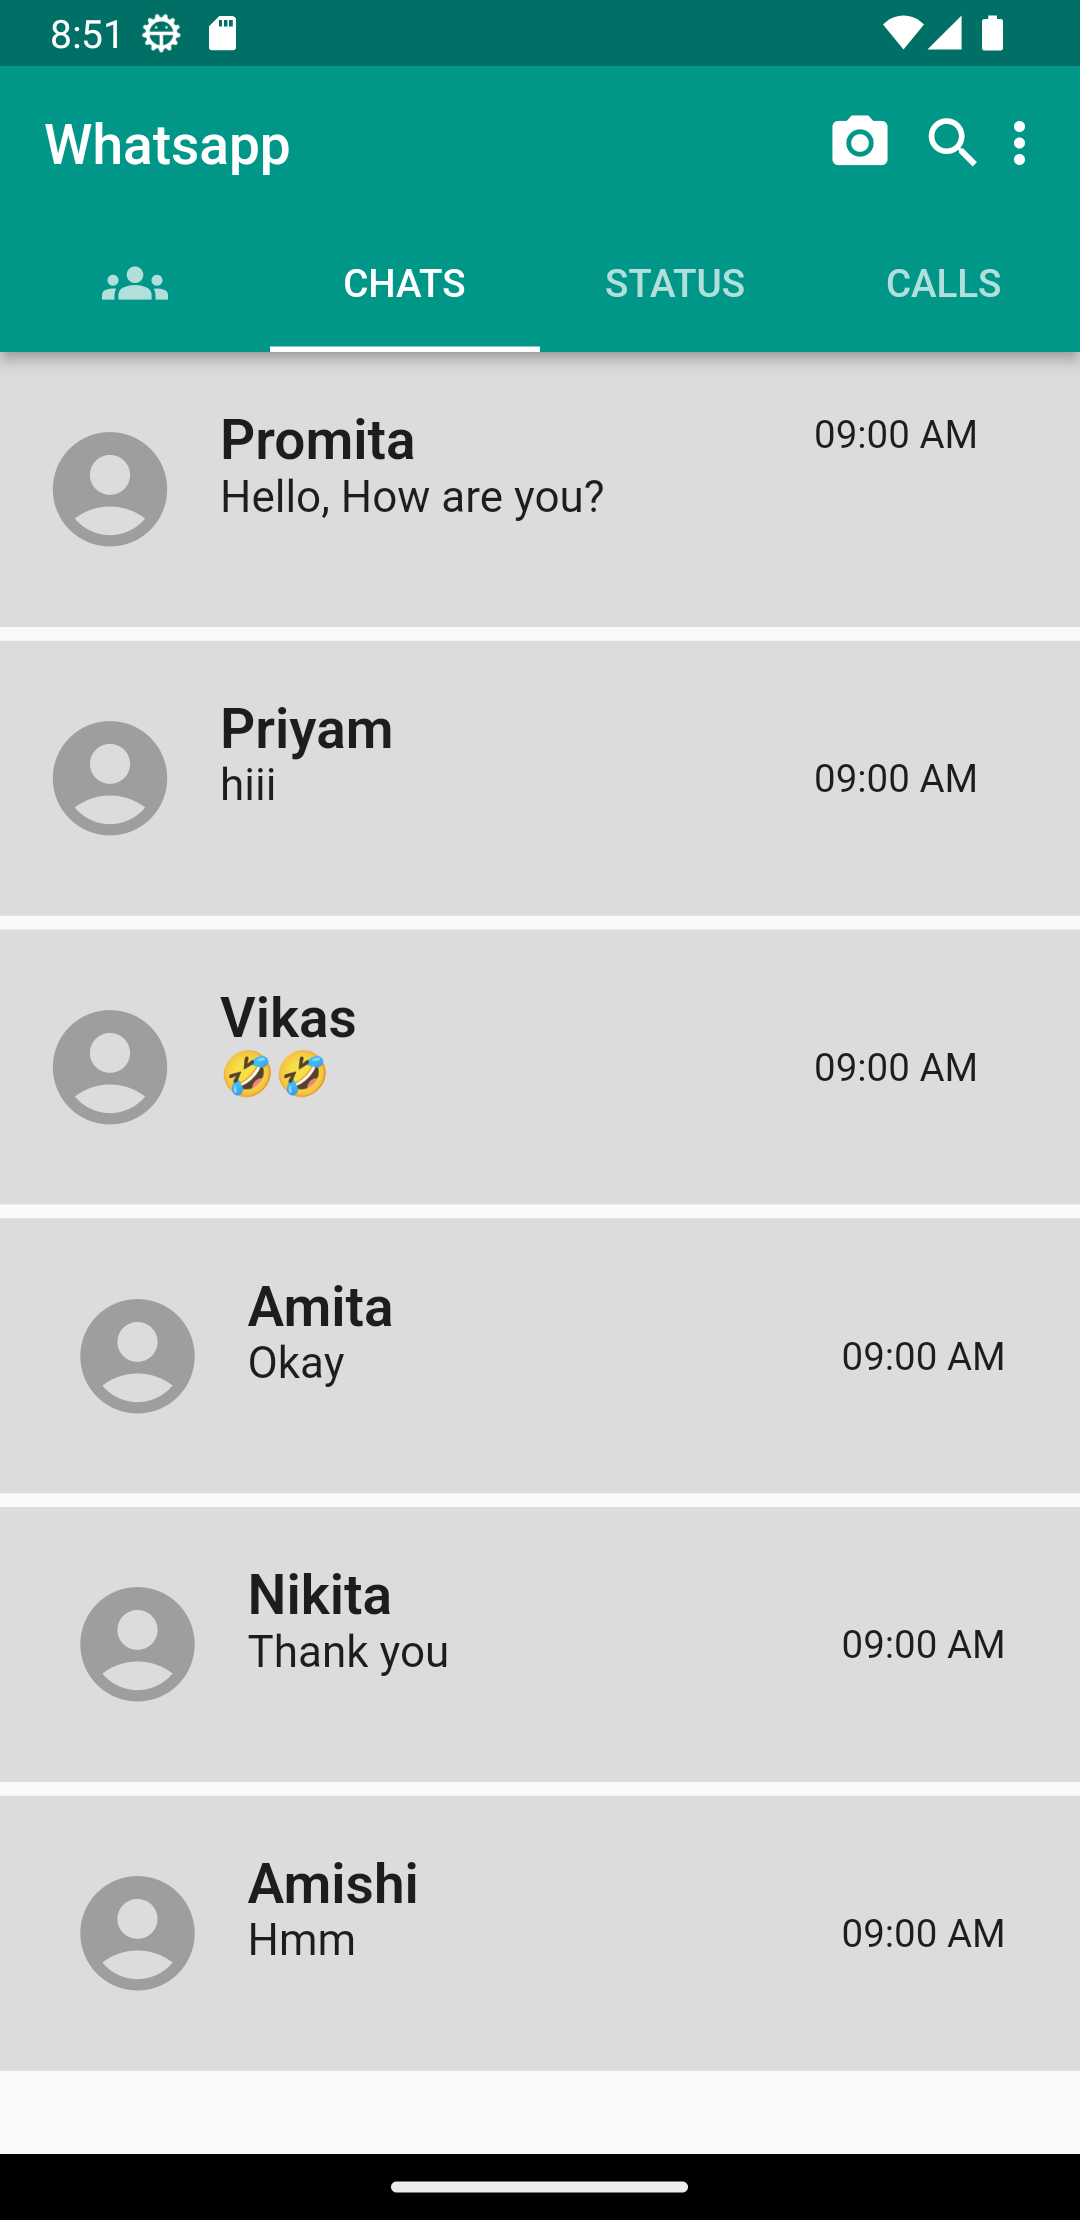 8:51
Whatsapp
CHATS STATUS CALLS
Promita 09:00 AM
Hello, How are you?
Priyam
hiii 09:00 AM
Vikas
🤣🤣 09:00 AM
Amita
Okay 09:00 AM
Nikita
Thank you 09:00 AM
Amishi
Hmm 09:00 AM